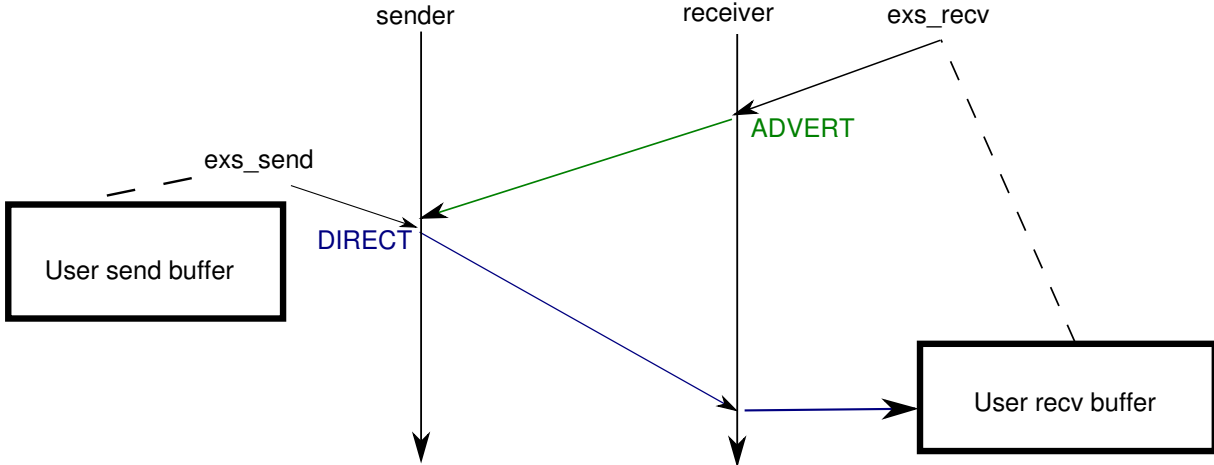 sender
receiver
exs_recv
ADVERT
exs_send
DIRECT
User send buffer
User recv buffer